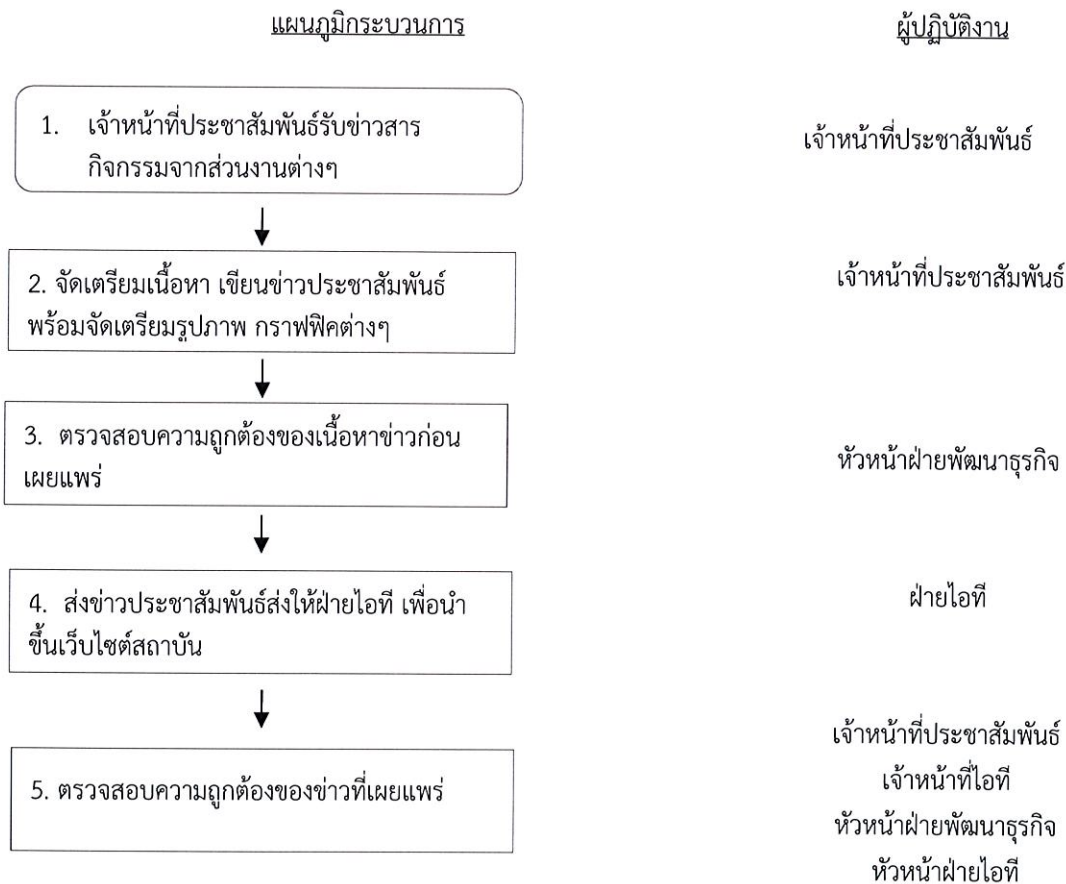 แผนภูมิกระบวนการ
ผู้ปฏิบัติงาน
1. เจ้าหน้าที่ประชาสัมพันธ์รับข่าวสาร
กิจกรรมจากส่วนงานต่างๆ
เจ้าหน้าที่ประชาสัมพันธ์
2. จัดเตรียมเนื้อหา เขียนข่าวประชาสัมพันธ์
พร้อมจัดเตรียมรูปภาพ กราฟฟิคต่างๆ
เจ้าหน้าที่ประชาสัมพันธ์
3. ตรวจสอบความถูกต้องของเนื้อหาข่าวก่อน
เผยแพร่
หัวหน้าฝ่ายพัฒนาธุรกิจ
4. ส่งข่าวประชาสัมพันธ์ส่งให้ฝ่ายไอที เพื่อนำ
ขึ้นเว็บไซต์สถาบัน
ฝ่ายไอที
5. ตรวจสอบความถูกต้องของข่าวที่เผยแพร่
เจ้าหน้าที่ประชาสัมพันธ์
เจ้าหน้าที่ไอที
หัวหน้าฝ่ายพัฒนาธุรกิจ
หัวหน้าฝ่ายไอที